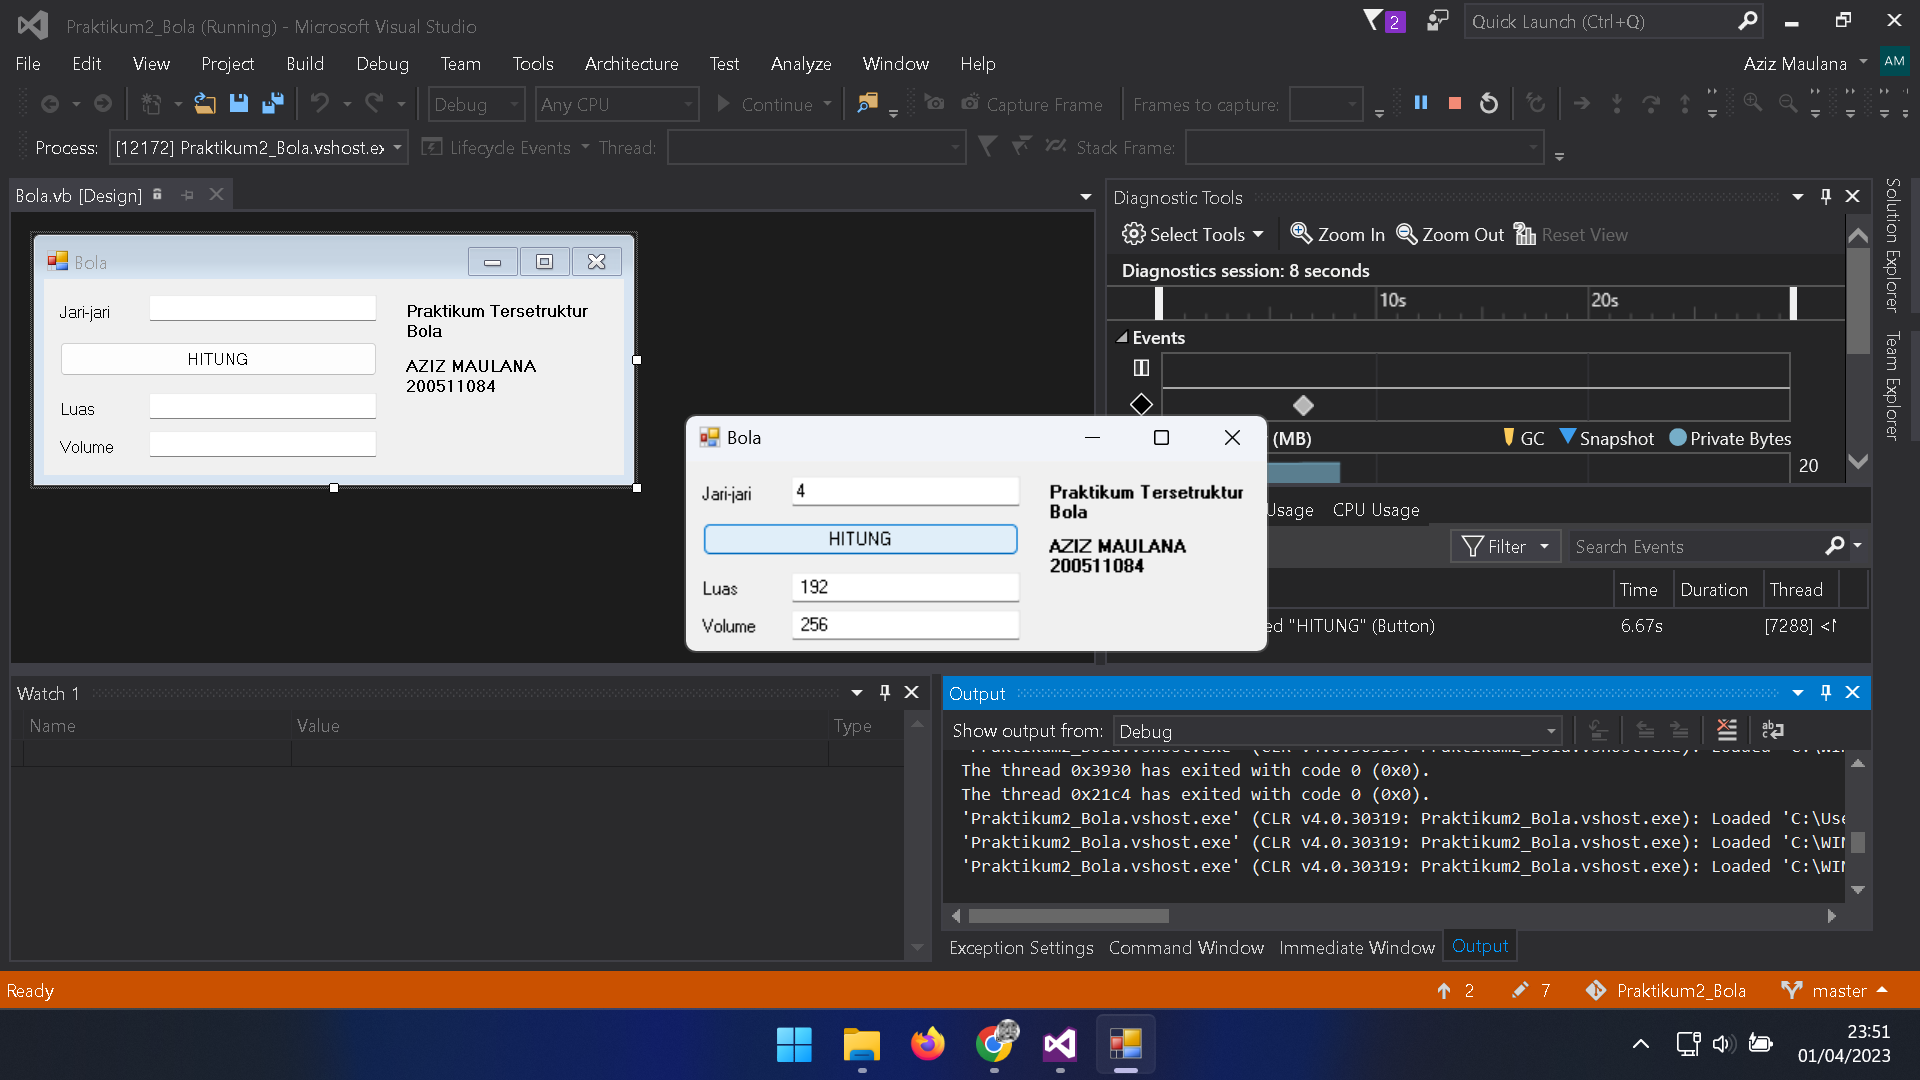 Praktikum2_Bola (Running) - Microsoft Visual Studio
2
Quick Launch (Ctrl+Q)
File Edit View Project Build Debug Team Tools Architecture Test Analyze Window Help
Aziz Maulana
AM
Debug
Any CPU
Continue
Capture Frame
Frames to capture:
Process: [12172] Praktikum2_Bola.vshost.ex
Lifecycle Events
Thread:
Stack Frame:
Bola.vb [Design]
Bola
Jari-jari
HITUNG
Luas
Volume
Praktikum Tersetruktur
Bola
AZIZ MAULANA
200511084
Diagnostic Tools
Select Tools
Zoom In
Zoom Out
Reset View
Diagnostics session: 8 seconds
10s
20s
Events
(MB)
GC
Snapshot
Private Bytes
20
Usage
CPU Usage
Filter
Search Events
Time
Duration
Thread
ed "HITUNG" (Button)
6.67s
[7288] <
Solution Explorer
Team Explorer
Bola
Jari-jari
4
HITUNG
Luas
192
Volume
256
Praktikum Tersetruktur
Bola
AZIZ MAULANA
200511084
Watch 1
Name
Value
Type
Output
Show output from:
Debug
The thread 0x3930 has exited with code 0 (0x0).
The thread 0x21c4 has exited with code 0 (0x0).
'Praktikum2_Bola.vshost.exe' (CLR v4.0.30319: Praktikum2_Bola.vshost.exe): Loaded 'C:\Use
'Praktikum2_Bola.vshost.exe' (CLR v4.0.30319: Praktikum2_Bola.vshost.exe): Loaded 'C:\WIN
'Praktikum2_Bola.vshost.exe' (CLR v4.0.30319: Praktikum2_Bola.vshost.exe): Loaded 'C:\WIN
Exception Settings
Command Window
Immediate Window
Output
Ready
2
7
Praktikum2_Bola
master
23:51
01/04/2023